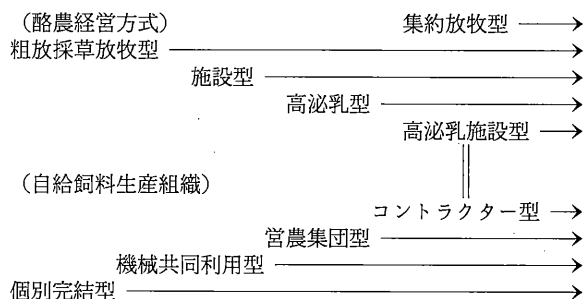 （酪農経営方式）
集約放牧型
粗放採草放牧型
施設型
高泌乳型
高泌乳施設型
（自給飼料生産組織）
コントラクター型
営農集団型
機械共同利用型
個別完結型